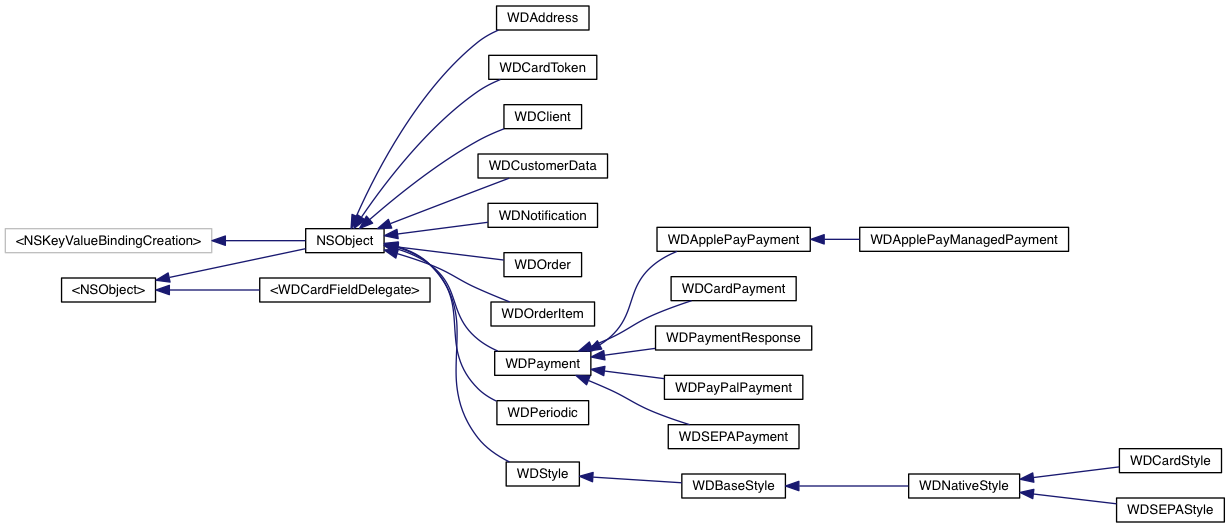 WDAddress
WDCardToken
WDClient
WDCustomerData
WDNotification
<NSKeyValueBindingCreation>
NSObject
WDApplePayPayment
WDApplePayManagedPayment
WDOrder
<NSObject>
<WDCardFieldDelegate>
WDCardPayment
WDOrderItem
WDPaymentResponse
WDPayment
WDPayPalPayment
WDPeriodic
WDSEPAPayment
WDCardStyle
WDStyle
WDBaseStyle
WDNativeStyle
WDSEPAStyle